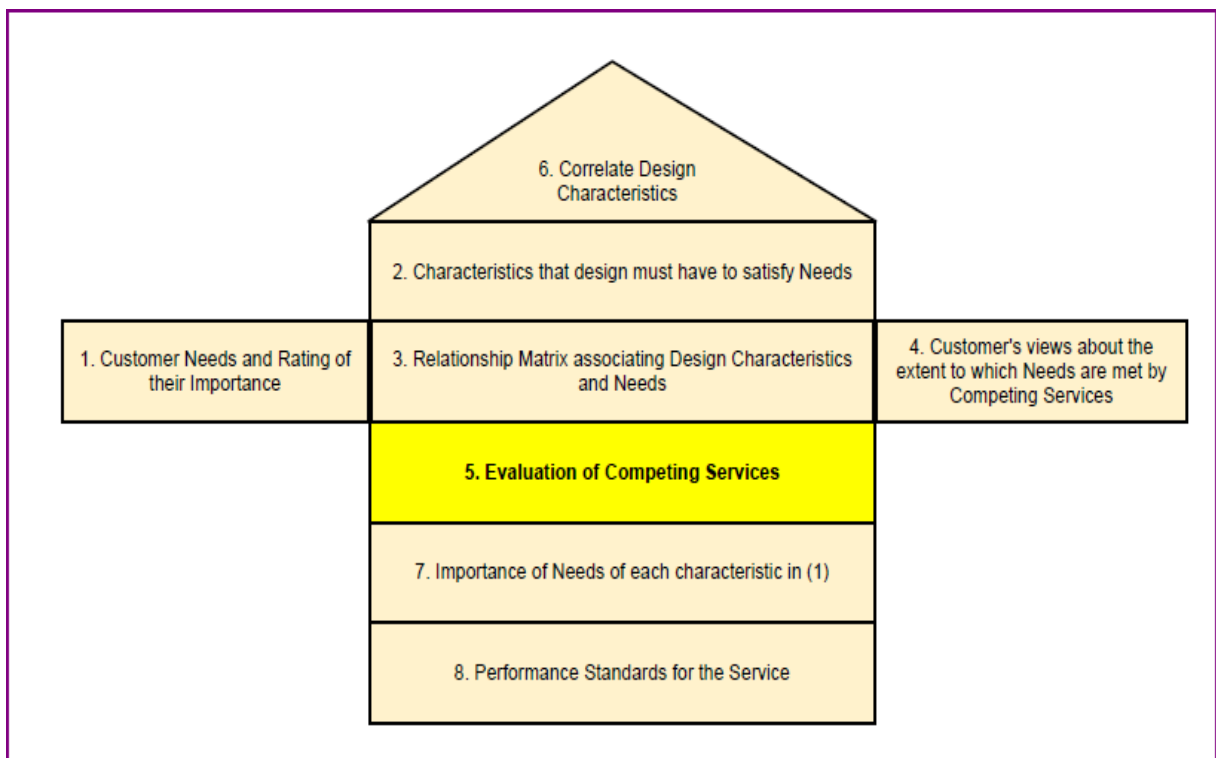 6. Correlate Design
Characteristics
2. Characteristics that design must have to satisfy Needs
1. Customer Needs and Rating of
their Importance
3. Relationship Matrix associating Design Characteristics
and Needs
4. Customer's views about the
extent to which Needs are met by
Competing Services
5. Evaluation of Competing Services
7. Importance of Needs of each characteristic in (1)
8. Performance Standards for the Service